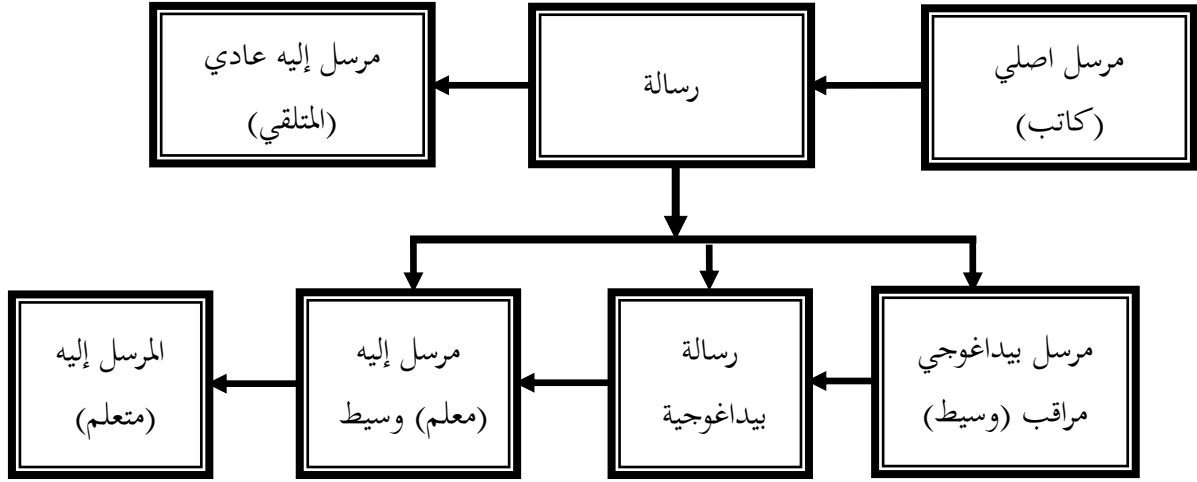 مرسل اصلي
(كاتب)
رسالة
مرسل إليه عادي
(المتلقي)
مرسل بيداغوجي
مراقب (وسيط)
رسالة
بيداغوجية
مرسل إليه
(معلم) وسيط
المرسل إليه
(متعلم)